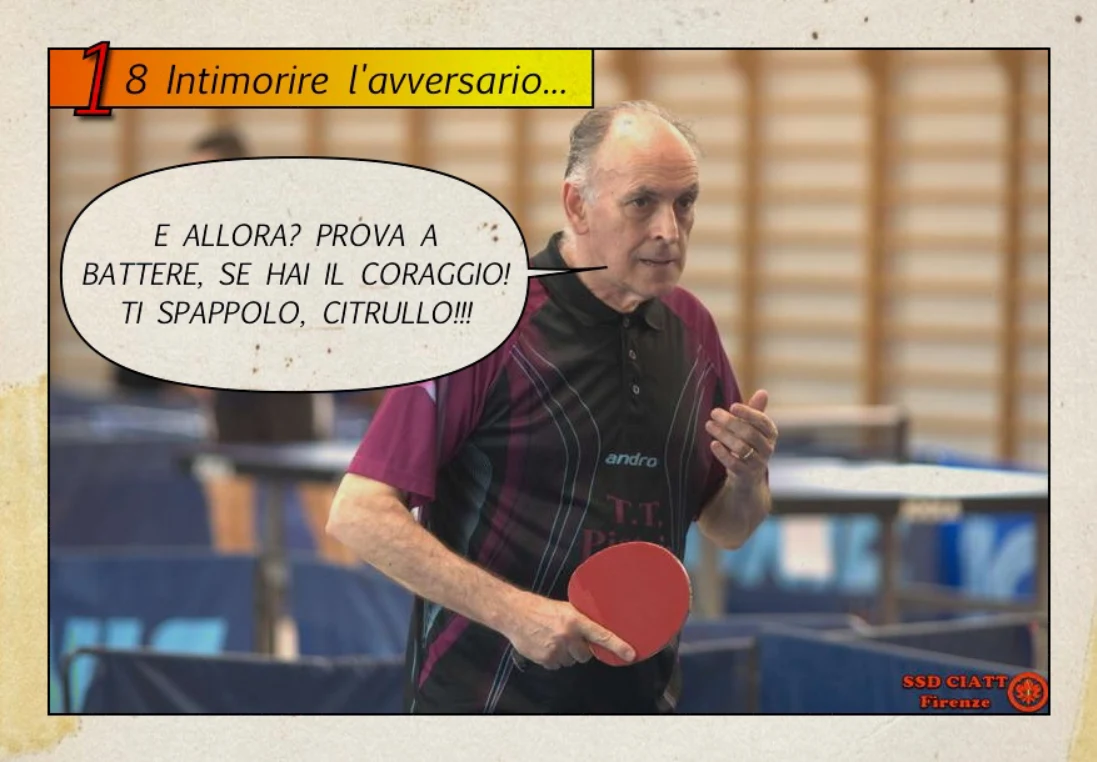 18 Intimorire l'avversario...
E ALLORA? PROVA A
BATTERE, SE HAI IL CORAGGIO!
TI SPAPPOLO, CITRULLO!!!
andro
T.T.
SSD CIATT
Firenze